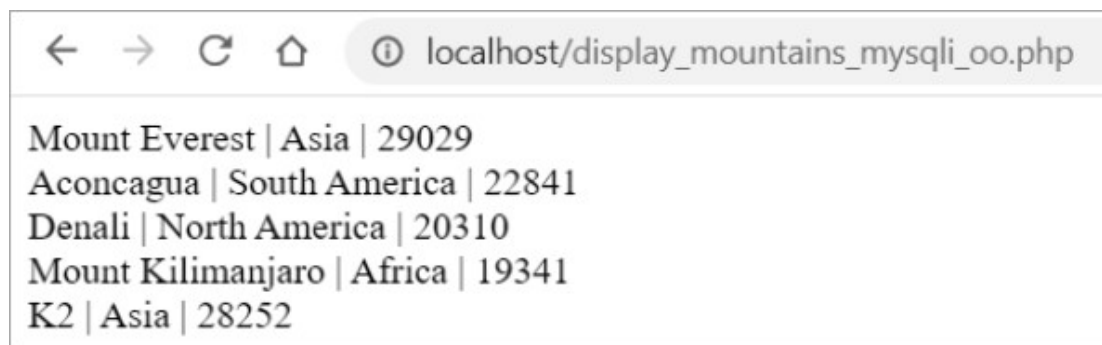 localhost/display_mountains_mysqli_oo.php
Mount Everest | Asia | 29029
Aconcagua | South America | 22841
Denali | North America | 20310
Mount Kilimanjaro | Africa | 19341
K2 | Asia | 28252